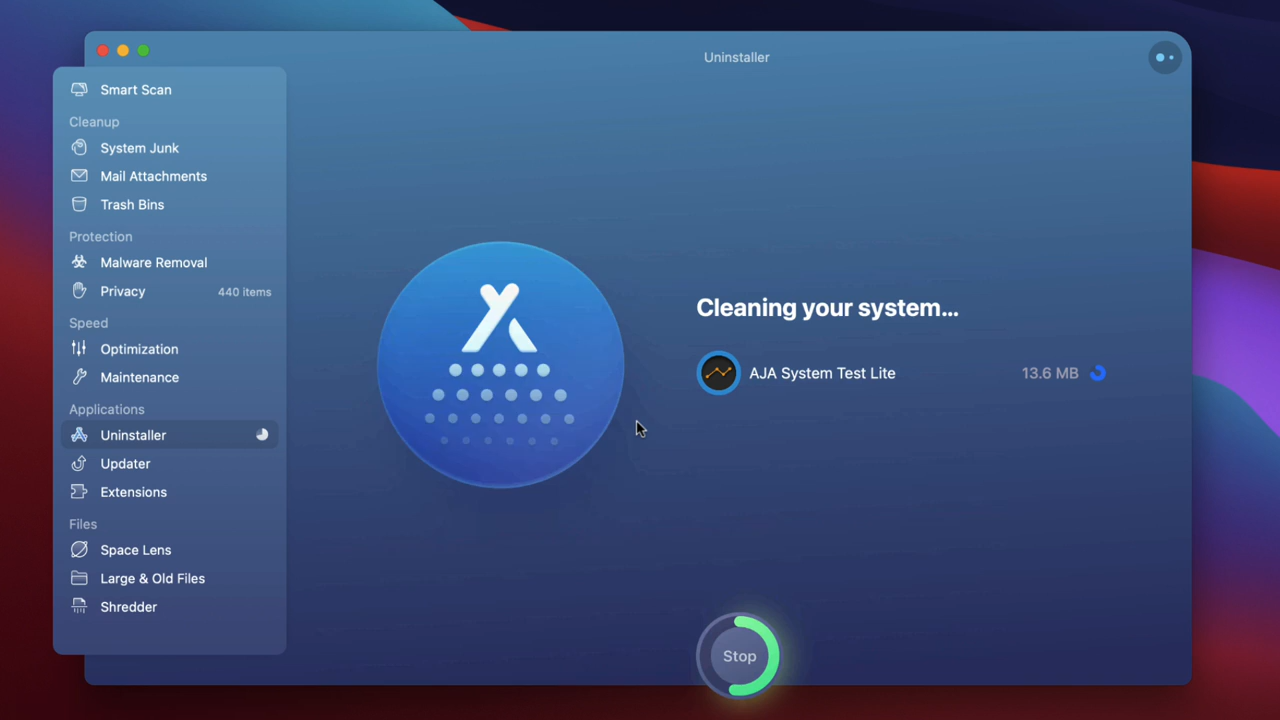 Uninstaller
Smart Scan
Cleanup
System Junk
Mail Attachments
Trash Bins
Protection
Malware Removal
Privacy 440 items
Speed
Optimization
Maintenance
Applications
Uninstaller
Updater
Extensions
Files
Space Lens
Large & Old Files
Shredder
Cleaning your system...
AJA System Test Lite 13.6 MB
Stop